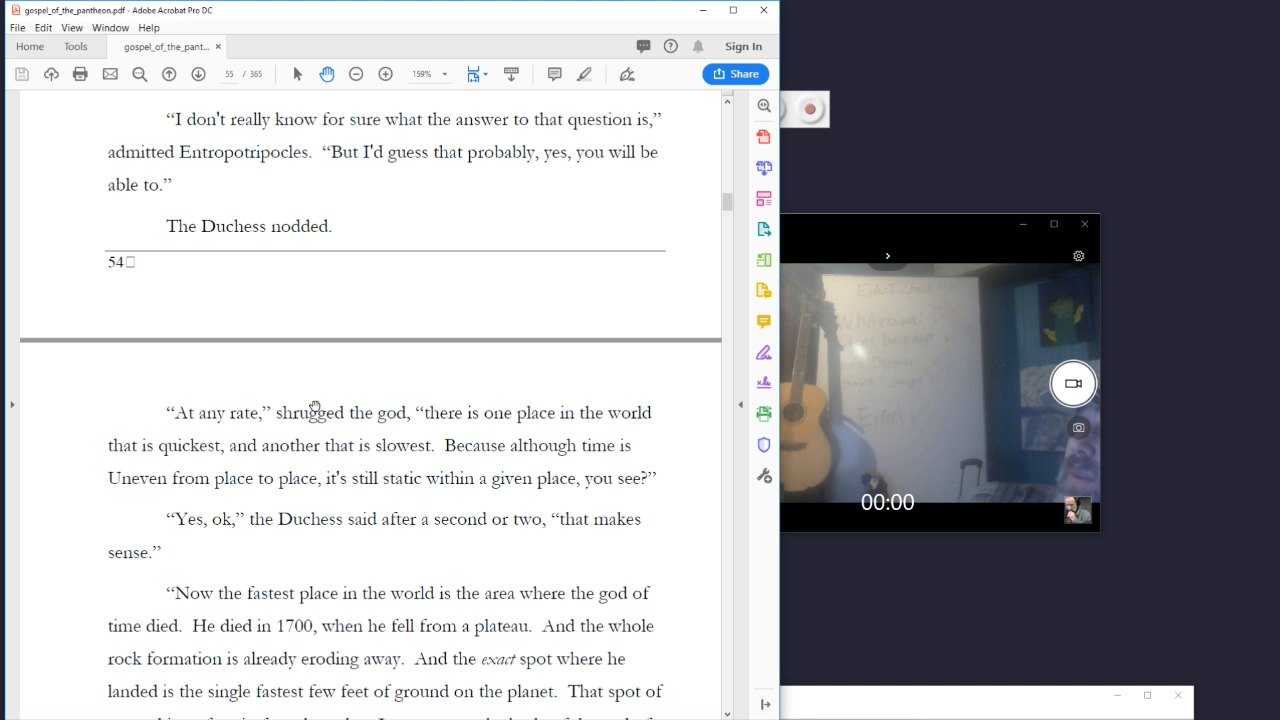 gospel_of_the_pantheon.pdf - Adobe Acrobat Pro DC
File Edit View Window Help
Home Tools gospel_of_the_pant... × Sign In
55 / 365 159% Share
“I don't really know for sure what the answer to that question is,”
admitted Entropotripocles. “But I'd guess that probably, yes, you will be
able to.”
The Duchess nodded.
54
“At any rate,” shrugged the god, “there is one place in the world
that is quickest, and another that is slowest. Because although time is
Uneven from place to place, it's still static within a given place, you see?”
“Yes, ok,” the Duchess said after a second or two, “that makes
sense.”
“Now the fastest place in the world is the area where the god of
time died. He died in 1700, when he fell from a plateau. And the whole
rock formation is already eroding away. And the exact spot where he
landed is the single fastest few feet of ground on the planet. That spot of
Expert
Whiteboard:
Expert
00:00